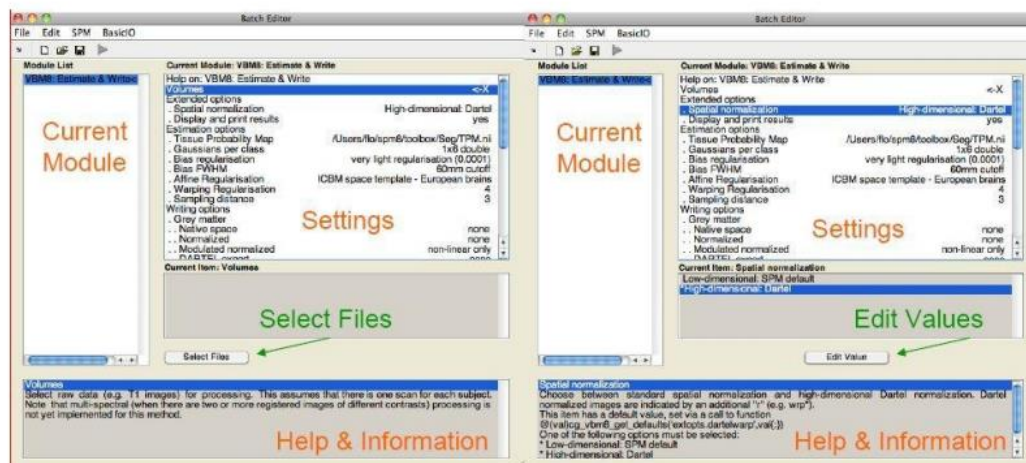 Batch Editor
File Edit SPM BasicIO
Module List
VBM8: Estimate & Write<
Current Module: VBM8: Estimate & Write
Help on: VBM8: Estimate & Write
Volumes <-X
Extended options
. Spatial normalization High-dimensional: Dartel
. Display and print results yes
Estimation options
. Tissue Probability Map /Users/flo/spm8/toolbox/Seg/TPM.nii
. Gaussians per class 1x6 double
. Bias regularisation very light regularisation (0.0001)
. Bias FWHM 60mm cutoff
. Affine Regularisation ICBM space template - European brains
. Warping Regularisation 4
. Sampling distance 3
Writing options
. Grey matter
. . Native space none
. . Normalized none
. . Modulated normalized non-linear only
Current Module
Settings
Current Item: Volumes
Select Files
Select Files
Volumes
Select raw data (e.g. T1 images) for processing. This assumes that there is one scan for each subject.
Note that multi-spectral (when there are two or more registered images of different contrasts) processing is
not yet implemented for this method.
Help & Information
Batch Editor
File Edit SPM BasicIO
Module List
VBM8: Estimate & Write<
Current Module: VBM8: Estimate & Write
Help on: VBM8: Estimate & Write
Volumes <-X
Extended options
. Spatial normalization High-dimensional: Dartel
. Display and print results yes
Estimation options
. Tissue Probability Map /Users/flo/spm8/toolbox/Seg/TPM.nii
. Gaussians per class 1x6 double
. Bias regularisation very light regularisation (0.0001)
. Bias FWHM 60mm cutoff
. Affine Regularisation ICBM space template - European brains
. Warping Regularisation 4
. Sampling distance 3
Writing options
. Grey matter
. . Native space none
. . Normalized none
. . Modulated normalized non-linear only
Current Module
Settings
Current Item: Spatial normalization
Low-dimensional: SPM default
*High-dimensional: Dartel
Edit Values
Edit Value
Spatial normalization
Choose between standard spatial normalization and high-dimensional Dartel normalization. Dartel
normalized images are indicated by an additional "r" (e.g. wrp*).
This item has a default value, set via a call to function
@(val)cg_vbm8_get_defaults('extopts.dartelwarp',val{:})
One of the following options must be selected:
* Low-dimensional: SPM default
* High-dimensional: Dartel
Help & Information